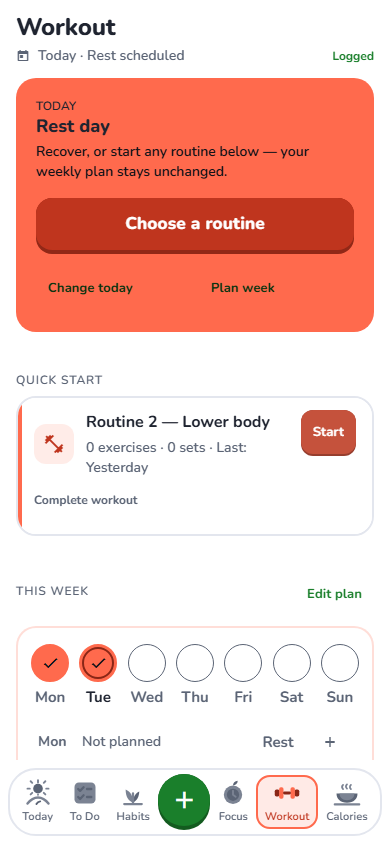 Workout
Today · Rest scheduled
Logged
TODAY
Rest day
Recover, or start any routine below — your
weekly plan stays unchanged.
Choose a routine
Change today
Plan week
QUICK START
Routine 2 — Lower body
0 exercises · 0 sets · Last:
Yesterday
Start
Complete workout
THIS WEEK
Edit plan
Mon Tue Wed Thu Fri Sat Sun
Mon Not planned Rest +
Today To Do Habits + Focus Workout Calories